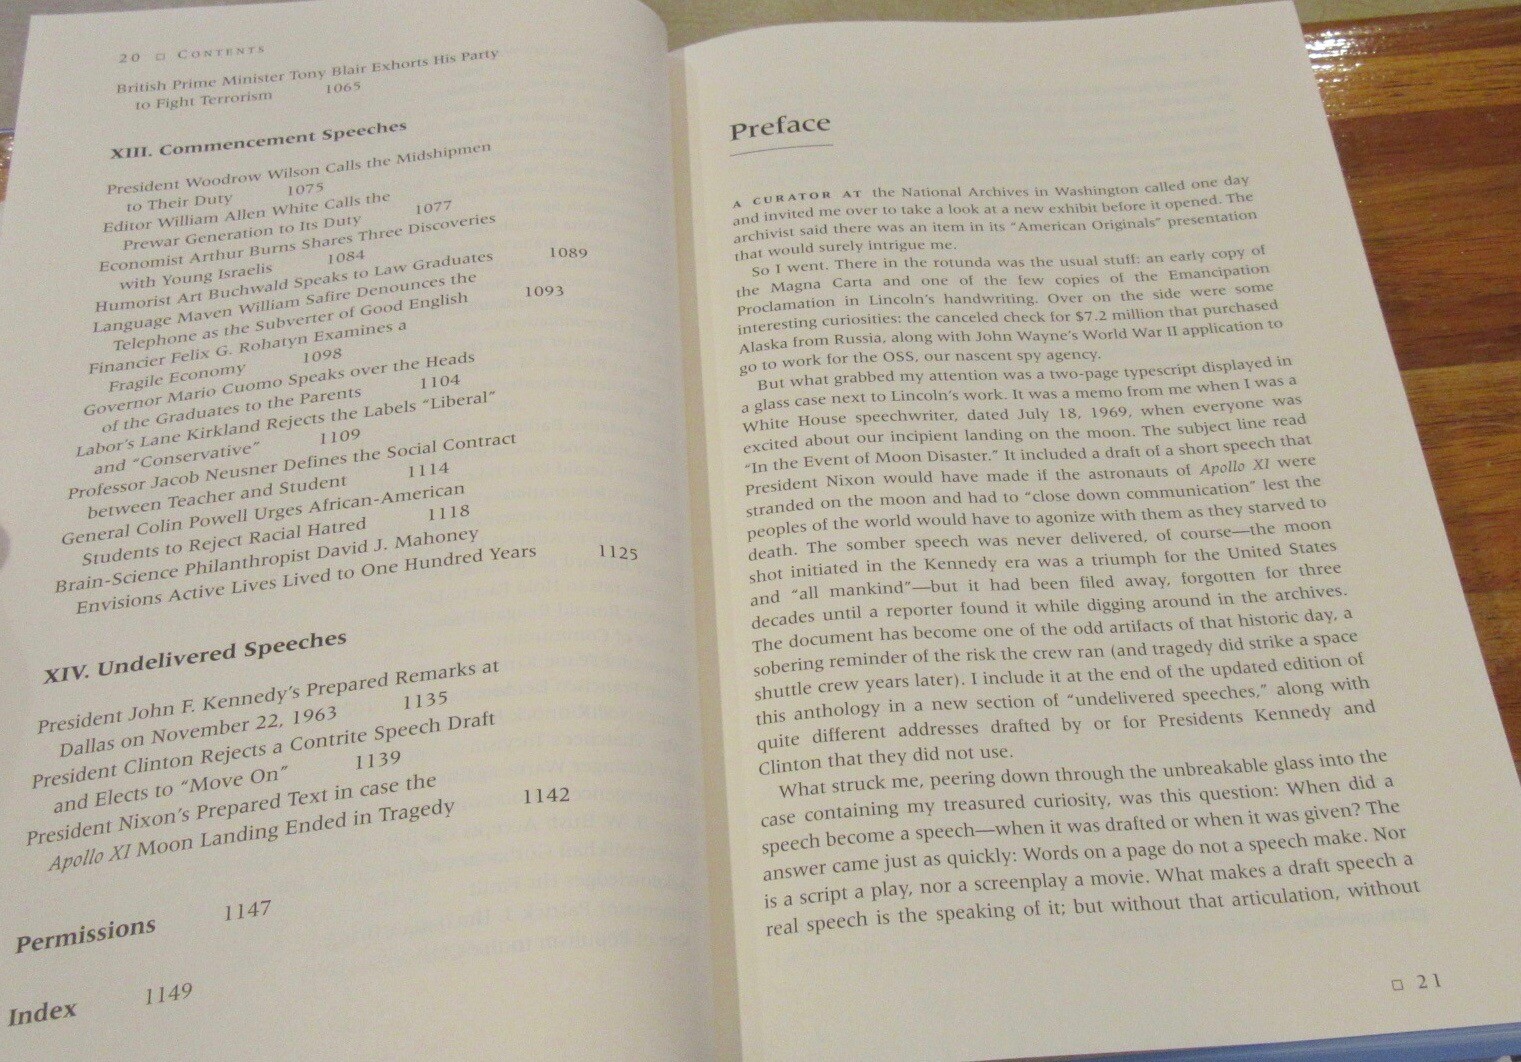 20 □ CONTENTS
British Prime Minister Tony Blair Exhorts His Party
to Fight Terrorism 1065
XIII. Commencement Speeches
President Woodrow Wilson Calls the Midshipmen
to Their Duty 1075
Editor William Allen White Calls the
Prewar Generation to Its Duty 1077
Economist Arthur Burns Shares Three Discoveries
with Young Israelis 1084
Humorist Art Buchwald Speaks to Law Graduates 1089
Language Maven William Safire Denounces the
Telephone as the Subverter of Good English 1093
Financier Felix G. Rohatyn Examines a
Fragile Economy 1098
Governor Mario Cuomo Speaks over the Heads
of the Graduates to the Parents 1104
Labor's Lane Kirkland Rejects the Labels "Liberal"
and "Conservative" 1109
Professor Jacob Neusner Defines the Social Contract
between Teacher and Student 1114
General Colin Powell Urges African-American
Students to Reject Racial Hatred 1118
Brain-Science Philanthropist David J. Mahoney
Envisions Active Lives Lived to One Hundred Years 1125
XIV. Undelivered Speeches
President John F. Kennedy's Prepared Remarks at
Dallas on November 22, 1963 1135
President Clinton Rejects a Contrite Speech Draft
and Elects to "Move On" 1139
President Nixon's Prepared Text in case the
Apollo XI Moon Landing Ended in Tragedy 1142
Permissions 1147
Index 1149
Preface
A CURATOR AT the National Archives in Washington called one day
and invited me over to take a look at a new exhibit before it opened. The
archivist said there was an item in its "American Originals" presentation
that would surely intrigue me.
So I went. There in the rotunda was the usual stuff: an early copy of
the Magna Carta and one of the few copies of the Emancipation
Proclamation in Lincoln's handwriting. Over on the side were some
interesting curiosities: the canceled check for $7.2 million that purchased
Alaska from Russia, along with John Wayne's World War II application to
go to work for the OSS, our nascent spy agency.
But what grabbed my attention was a two-page typescript displayed in
a glass case next to Lincoln's work. It was a memo from me when I was a
White House speechwriter, dated July 18, 1969, when everyone was
excited about our incipient landing on the moon. The subject line read
"In the Event of Moon Disaster." It included a draft of a short speech that
President Nixon would have made if the astronauts of Apollo XI were
stranded on the moon and had to "close down communication" lest the
peoples of the world would have to agonize with them as they starved to
death. The somber speech was never delivered, of course—the moon
shot initiated in the Kennedy era was a triumph for the United States
and "all mankind"—but it had been filed away, forgotten for three
decades until a reporter found it while digging around in the archives.
The document has become one of the odd artifacts of that historic day, a
sobering reminder of the risk the crew ran (and tragedy did strike a space
shuttle crew years later). I include it at the end of the updated edition of
this anthology in a new section of "undelivered speeches," along with
quite different addresses drafted by or for Presidents Kennedy and
Clinton that they did not use.
What struck me, peering down through the unbreakable glass into the
case containing my treasured curiosity, was this question: When did a
speech become a speech—when it was drafted or when it was given? The
answer came just as quickly: Words on a page do not a speech make. Nor
is a script a play, nor a screenplay a movie. What makes a draft speech a
real speech is the speaking of it; but without that articulation, without
□ 21